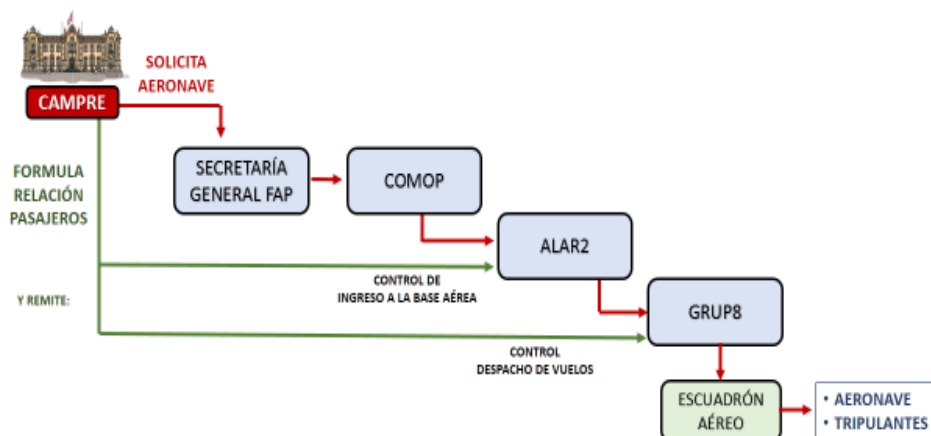 SOLICITA
AERONAVE
CAMPRE
FORMULA
RELACIÓN
PASAJEROS
SECRETARÍA
GENERAL FAP
COMOP
ALAR2
CONTROL DE
INGRESO A LA BASE AÉREA
Y REMITE:
GRUP8
CONTROL
DESPACHO DE VUELOS
ESCUADRÓN
AÉREO
• AERONAVE
• TRIPULANTES